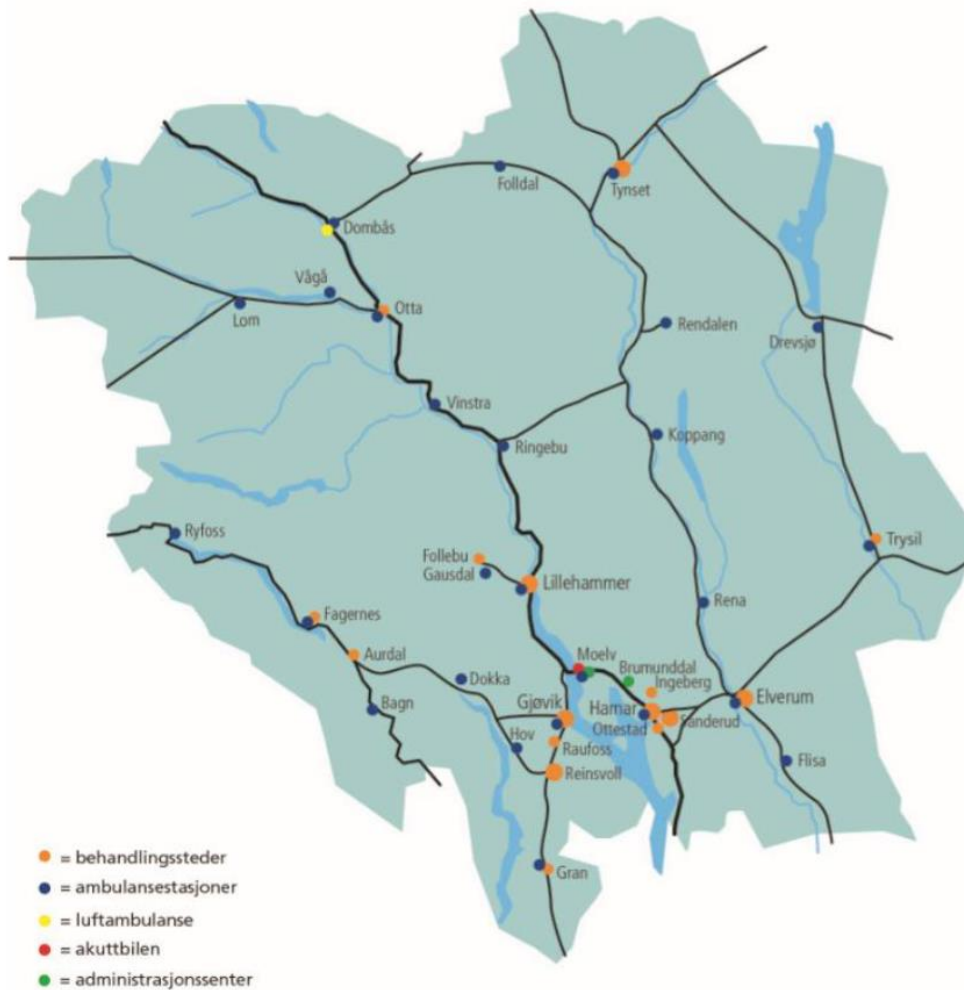 Folldal
Tynset
Dombås
Vågå
Otta
Lom
Rendalen
Drevsjø
Vinstra
Ringebu
Koppang
Ryfoss
Trysil
Follebu
Gausdal
Lillehammer
Rena
Fagernes
Aurdal
Moelv
Brumunddal
Ingeberg
Dokka
Bagn
Gjøvik
Hamar
Elverum
Sanderud
Ottestad
Hov
Raufoss
Flisa
Reinsvoll
Gran
= behandlingssteder
= ambulansestasjoner
= luftambulanse
= akuttbilen
= administrasjonssenter